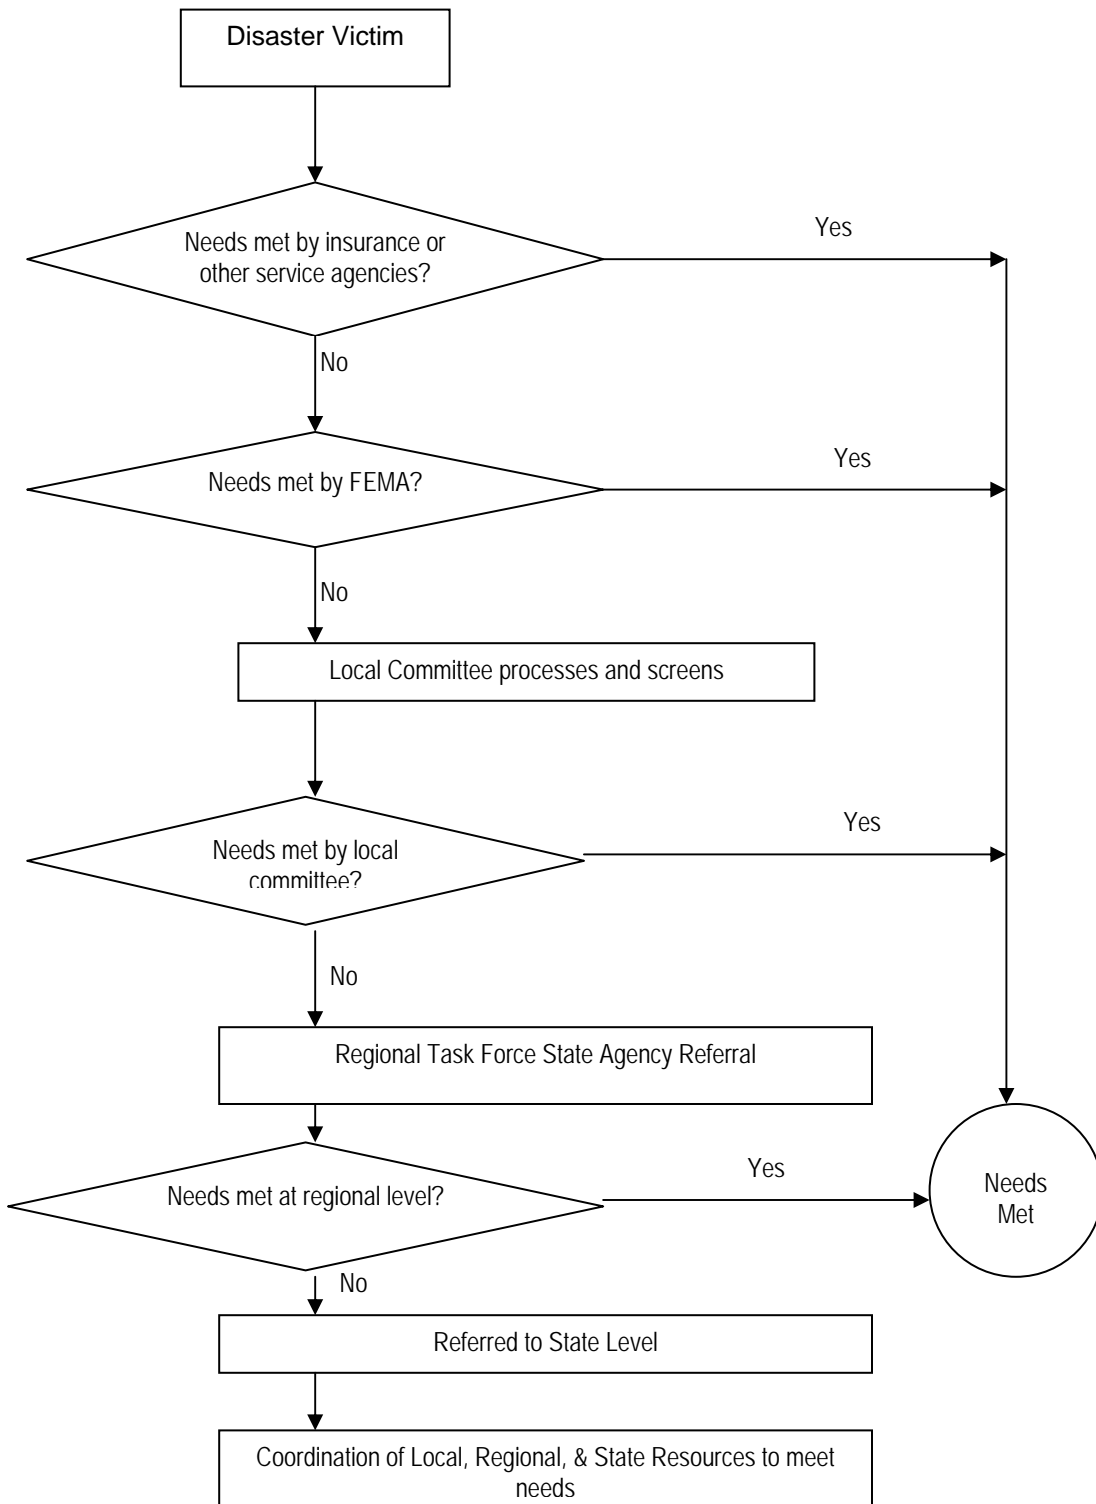 Disaster Victim
Needs met by insurance or
other service agencies?
Yes
No
Needs met by FEMA?
Yes
No
Local Committee processes and screens
Needs met by local
committee?
Yes
No
Regional Task Force State Agency Referral
Needs met at regional level?
Yes
Needs
Met
No
Referred to State Level
Coordination of Local, Regional, & State Resources to meet
needs